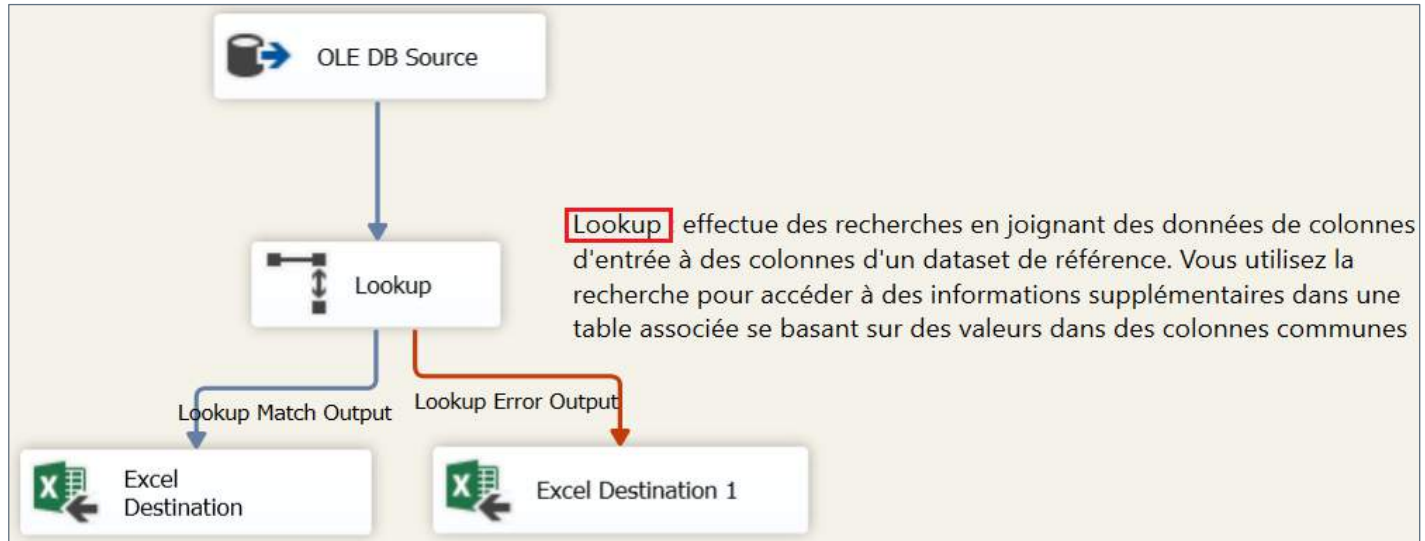 OLE DB Source
Lookup effectue des recherches en joignant des données de colonnes
d'entrée à des colonnes d'un dataset de référence. Vous utilisez la
recherche pour accéder à des informations supplémentaires dans une
table associée se basant sur des valeurs dans des colonnes communes
Lookup
Lookup Match Output
Lookup Error Output
Excel
Destination
Excel Destination 1